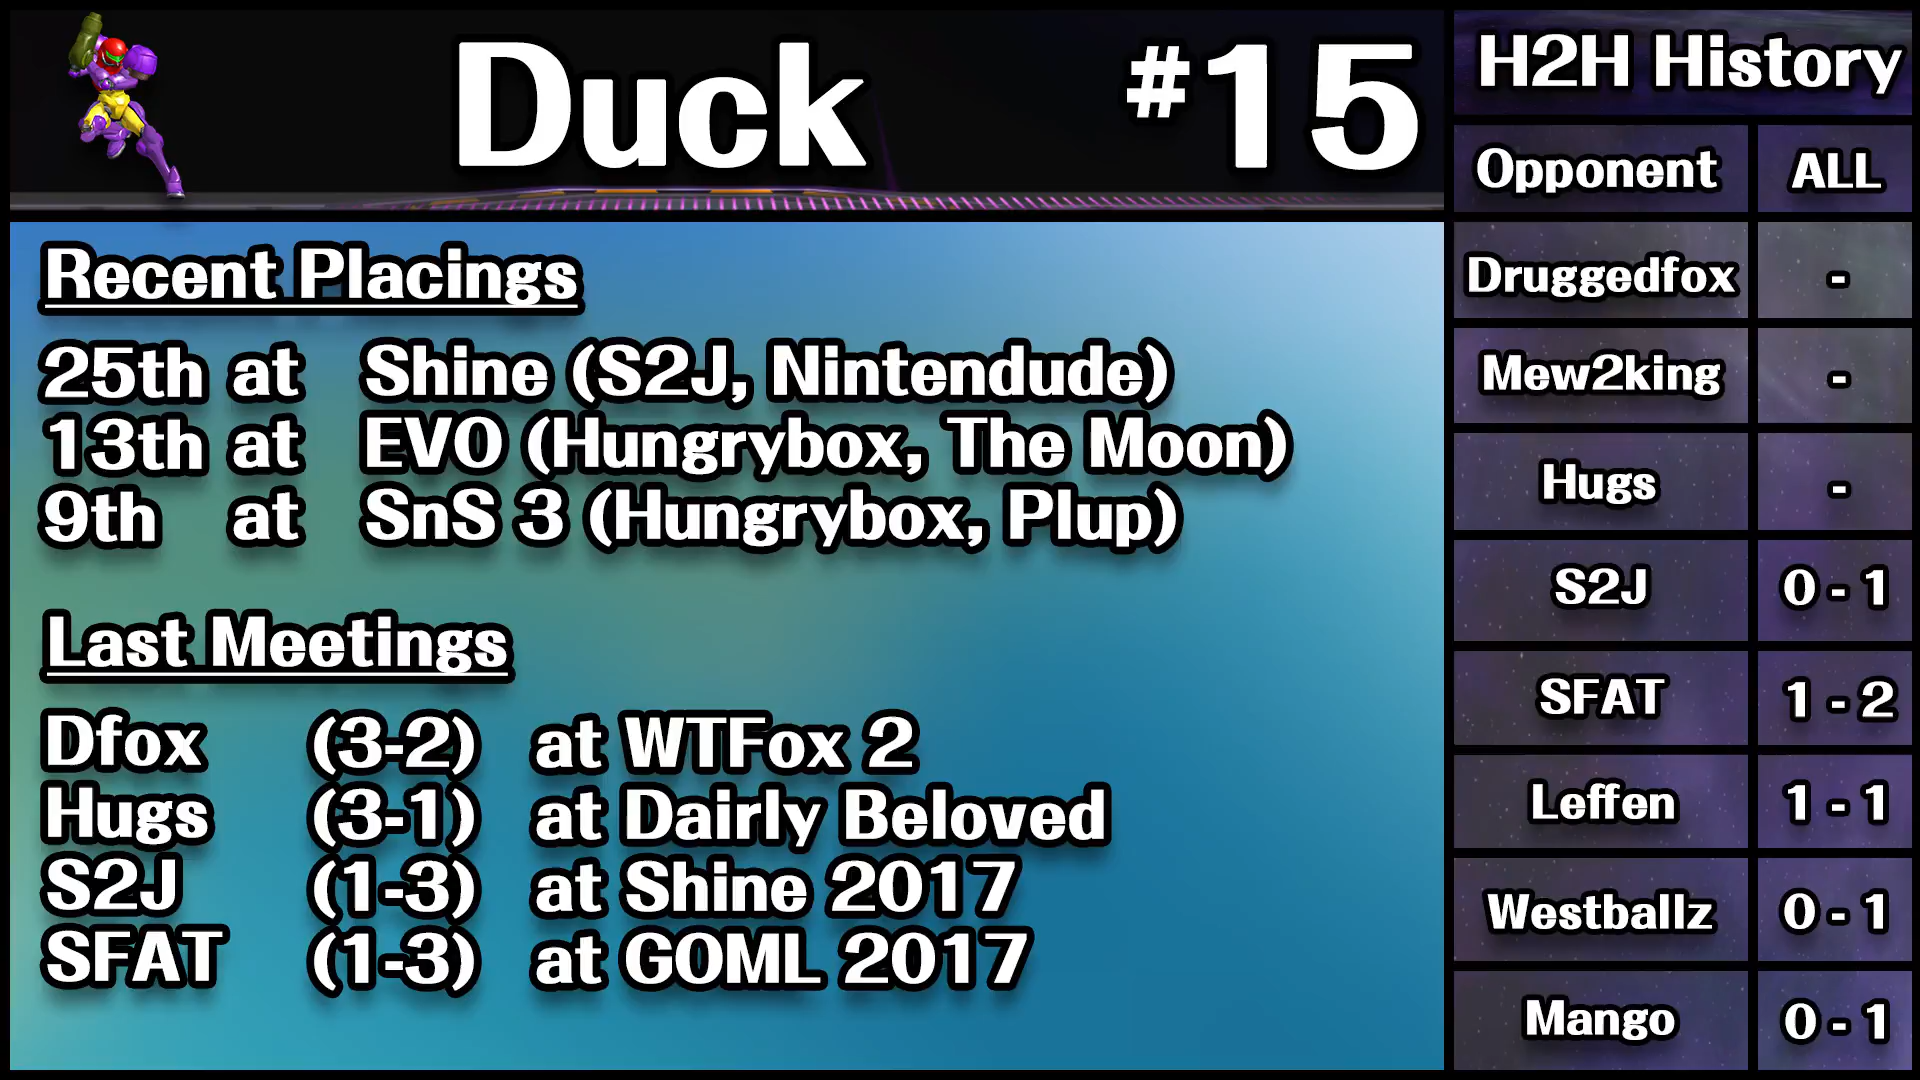 Duck #15
Recent Placings
25th at Shine (S2J, Nintendude)
13th at EVO (Hungrybox, The Moon)
9th at SnS 3 (Hungrybox, Plup)
Last Meetings
Dfox (3-2) at WTFox 2
Hugs (3-1) at Dairly Beloved
S2J (1-3) at Shine 2017
SFAT (1-3) at GOML 2017
H2H History
Opponent ALL
Druggedfox -
Mew2king -
Hugs -
S2J 0 - 1
SFAT 1 - 2
Leffen 1 - 1
Westballz 0 - 1
Mango 0 - 1